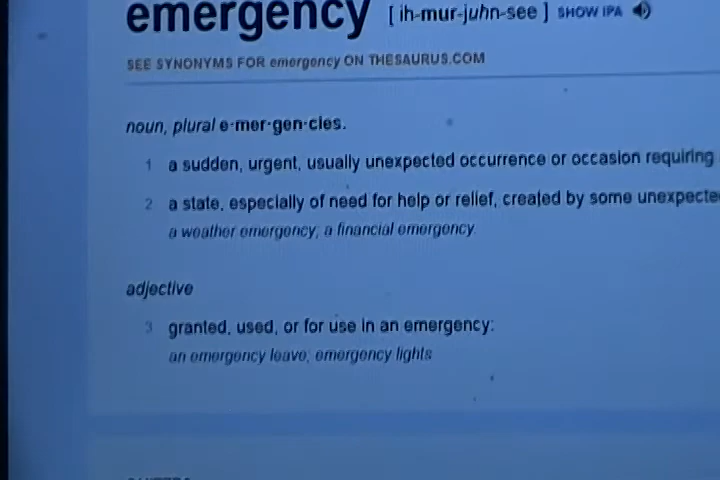 emergency [ ih-mur-juhn-see ] SHOW IPA
SEE SYNONYMS FOR emergency ON THESAURUS.COM
noun, plural e·mer·gen·cies.
1 a sudden, urgent, usually unexpected occurrence or occasion requiring
2 a state, especially of need for help or relief, created by some
a weather emergency; a financial emergency.
adjective
3 granted, used, or for use in an emergency:
an emergency leave; emergency lights